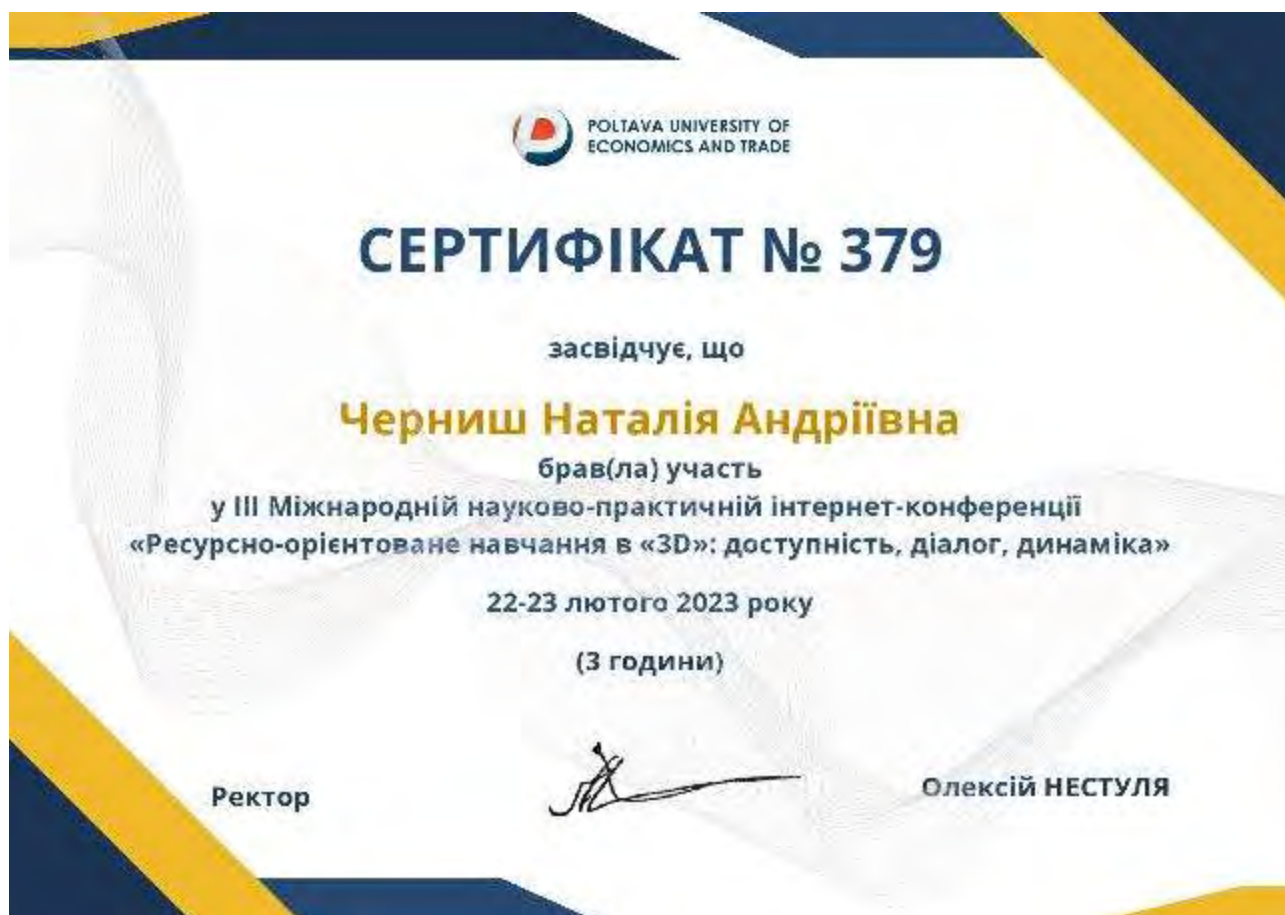 POLTAVA UNIVERSITY OF
ECONOMICS AND TRADE
СЕРТИФІКАТ № 379
засвідчує, що
Черниш Наталія Андріївна
брав(ла) участь
у ІІІ Міжнародній науково-практичній інтернет-конференції
«Ресурсно-орієнтоване навчання в «3D»: доступність, діалог, динаміка»
22-23 лютого 2023 року
(3 години)
Ректор
Олексій НЕСТУЛЯ